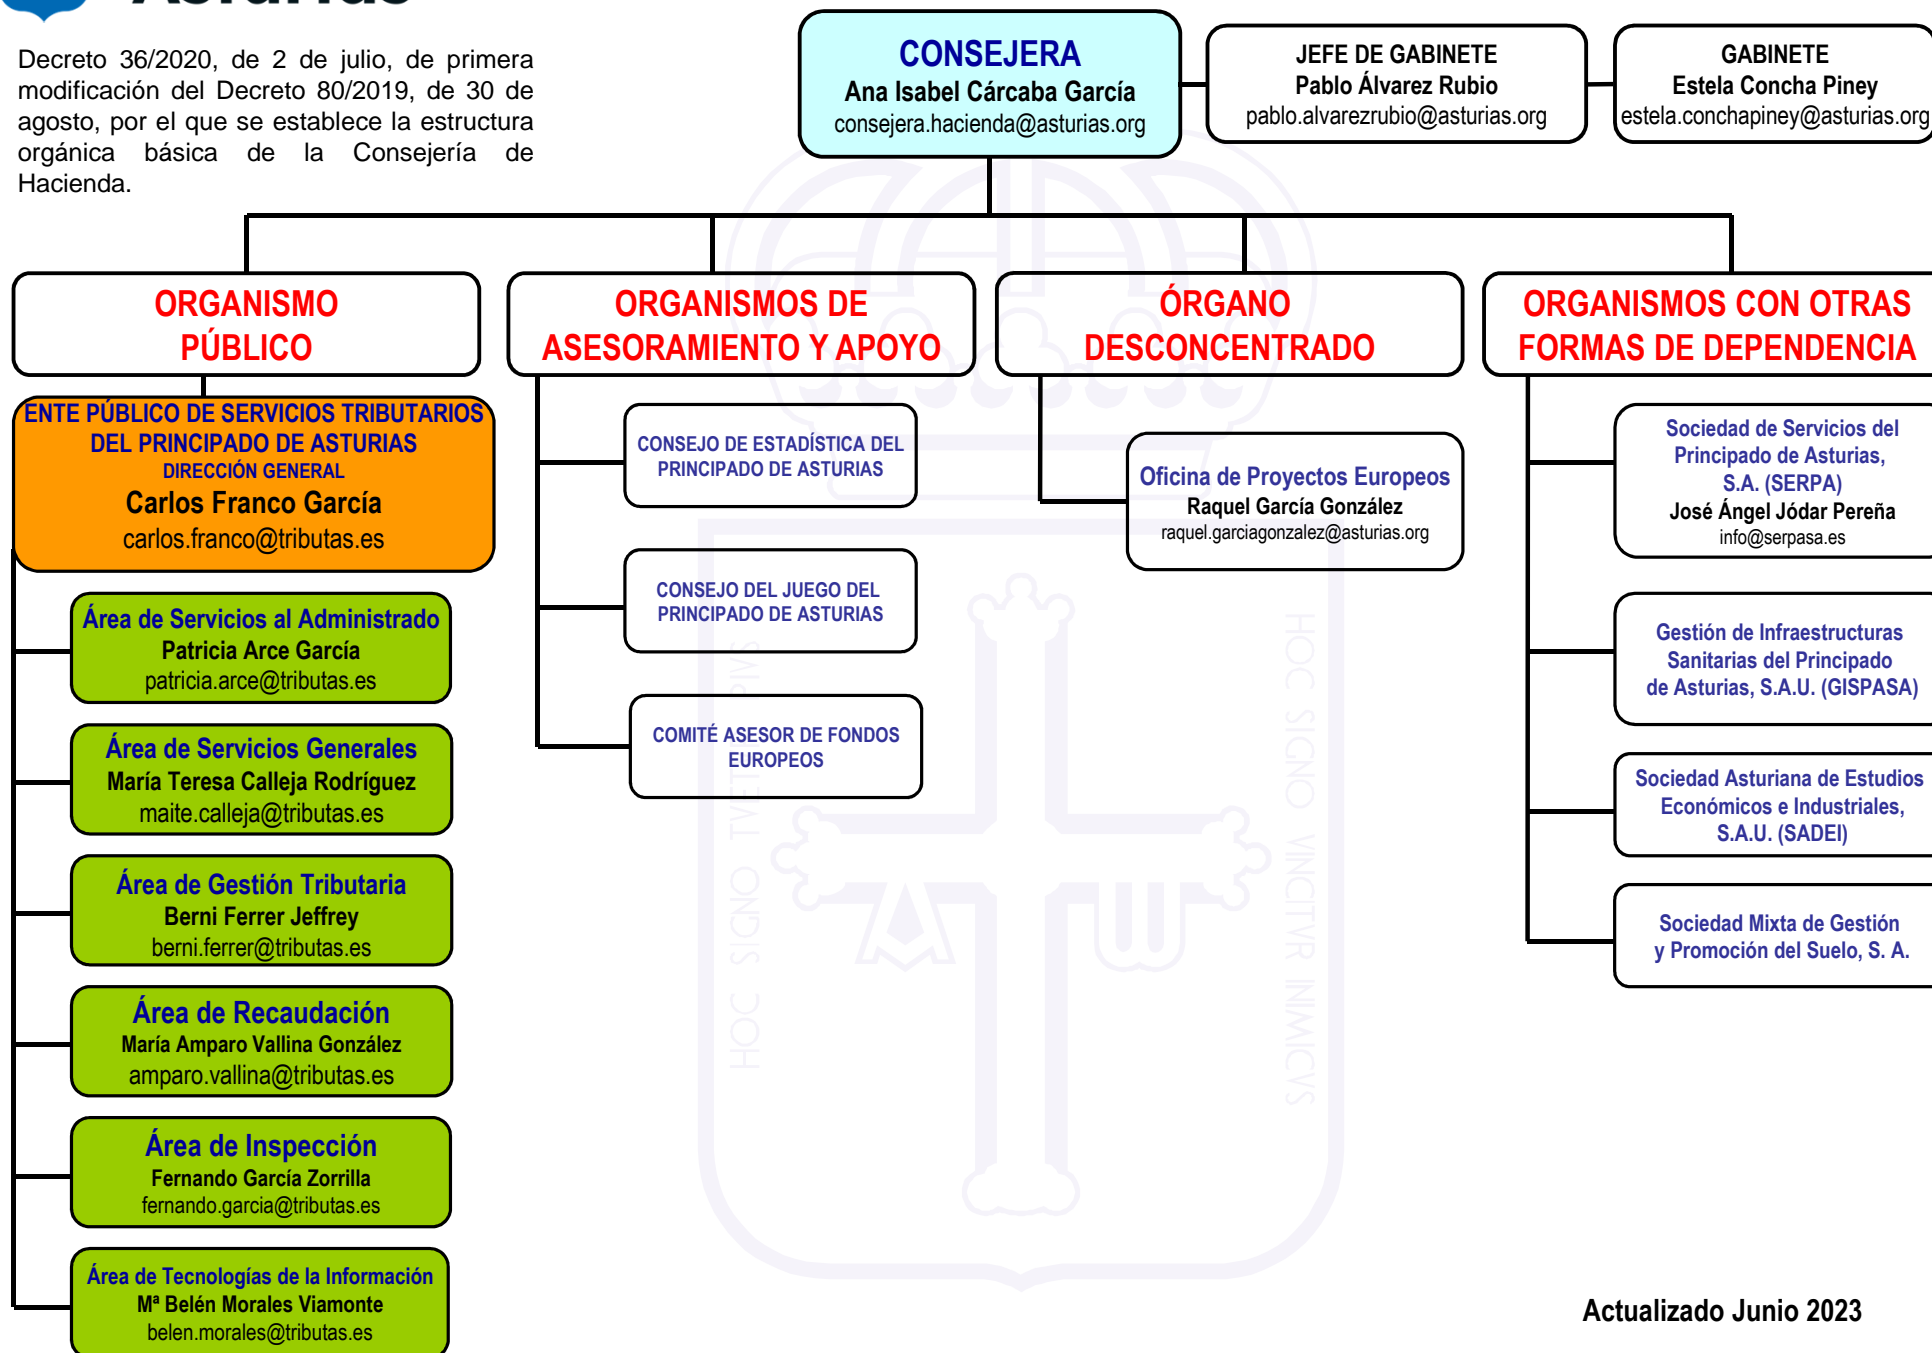 Asturias
Decreto 36/2020, de 2 de julio, de primera
modificación del Decreto 80/2019, de 30 de
agosto, por el que se establece la estructura
orgánica básica de la Consejería de
Hacienda.
CONSEJERA
Ana Isabel Cárcaba García
consejera.hacienda@asturias.org
JEFE DE GABINETE
Pablo Álvarez Rubio
pablo.alvarezrubio@asturias.org
GABINETE
Estela Concha Piney
estela.conchapiney@asturias.org
ORGANISMO
PÚBLICO
ENTE PÚBLICO DE SERVICIOS TRIBUTARIOS
DEL PRINCIPADO DE ASTURIAS
DIRECCIÓN GENERAL
Carlos Franco García
carlos.franco@tributas.es
Área de Servicios al Administrado
Patricia Arce García
patricia.arce@tributas.es
Área de Servicios Generales
María Teresa Calleja Rodríguez
maite.calleja@tributas.es
Área de Gestión Tributaria
Berni Ferrer Jeffrey
berni.ferrer@tributas.es
Área de Recaudación
María Amparo Vallina González
amparo.vallina@tributas.es
Área de Inspección
Fernando García Zorrilla
fernando.garcia@tributas.es
Área de Tecnologías de la Información
Mª Belén Morales Viamonte
belen.morales@tributas.es
ORGANISMOS DE
ASESORAMIENTO Y APOYO
CONSEJO DE ESTADÍSTICA DEL
PRINCIPADO DE ASTURIAS
CONSEJO DEL JUEGO DEL
PRINCIPADO DE ASTURIAS
COMITÉ ASESOR DE FONDOS
EUROPEOS
ÓRGANO
DESCONCENTRADO
Oficina de Proyectos Europeos
Raquel García González
raquel.garciagonzalez@asturias.org
ORGANISMOS CON OTRAS
FORMAS DE DEPENDENCIA
Sociedad de Servicios del
Principado de Asturias,
S.A. (SERPA)
José Ángel Jódar Pereña
info@serpasa.es
Gestión de Infraestructuras
Sanitarias del Principado
de Asturias, S.A.U. (GISPASA)
Sociedad Asturiana de Estudios
Económicos e Industriales,
S.A.U. (SADEI)
Sociedad Mixta de Gestión
y Promoción del Suelo, S. A.
HOC SIGNO PIVS
HOC SIGNO VINCITVR INIMICVS
Actualizado Junio 2023